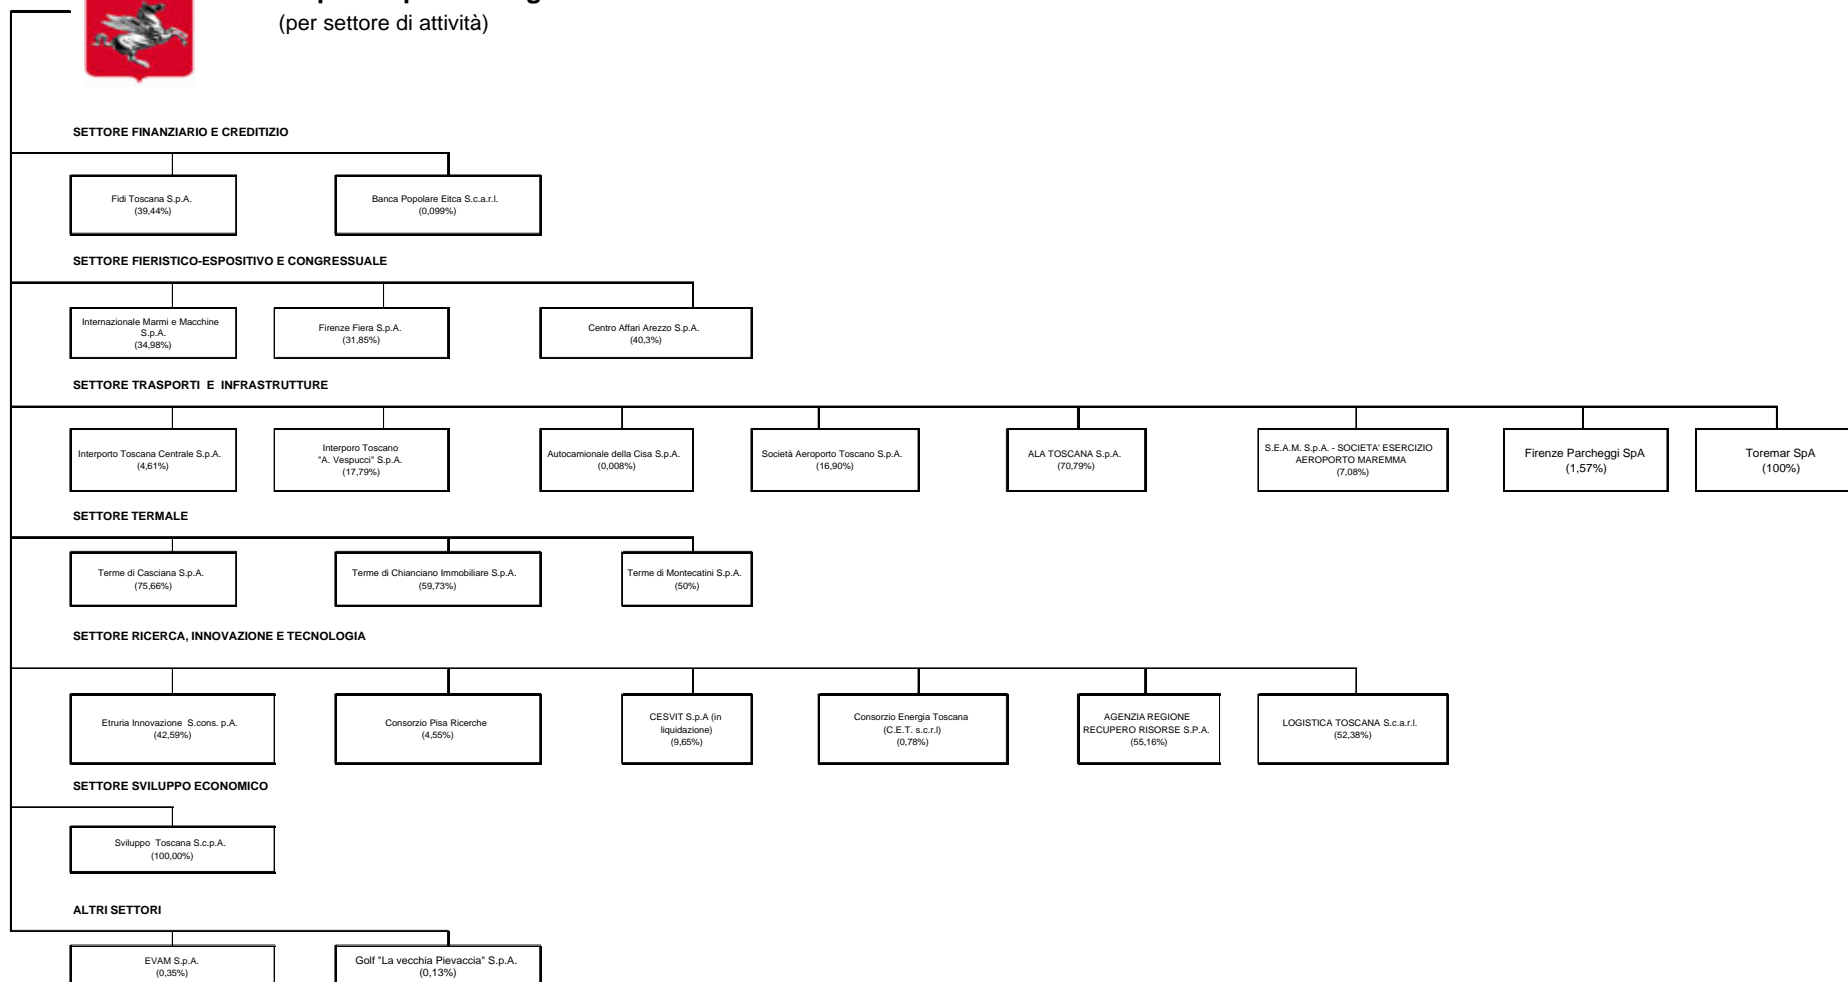 (per settore di attività)
SETTORE FINANZIARIO E CREDITIZIO
Fidi Toscana S.p.A.
(39,44%)
Banca Popolare Eitca S.c.a.r.l.
(0,099%)
SETTORE FIERISTICO-ESPOSITIVO E CONGRESSUALE
Internazionale Marmi e Macchine
S.p.A.
(34,98%)
Firenze Fiera S.p.A.
(31,85%)
Centro Affari Arezzo S.p.A.
(40,3%)
SETTORE TRASPORTI E INFRASTRUTTURE
Interporto Toscana Centrale S.p.A.
(4,61%)
Interporo Toscano
"A. Vespucci" S.p.A.
(17,79%)
Autocamionale della Cisa S.p.A.
(0,008%)
Società Aeroporto Toscano S.p.A.
(16,90%)
ALA TOSCANA S.p.A.
(70,79%)
S.E.A.M. S.p.A. - SOCIETA' ESERCIZIO
AEROPORTO MAREMMA
(7,08%)
Firenze Parcheggi SpA
(1,57%)
Toremar SpA
(100%)
SETTORE TERMALE
Terme di Casciana S.p.A.
(75,66%)
Terme di Chianciano Immobiliare S.p.A.
(59,73%)
Terme di Montecatini S.p.A.
(50%)
SETTORE RICERCA, INNOVAZIONE E TECNOLOGIA
Etruria Innovazione S.cons. p.A.
(42,59%)
Consorzio Pisa Ricerche
(4,55%)
CESVIT S.p.A (in
liquidazione)
(9,65%)
Consorzio Energia Toscana
(C.E.T. s.c.r.l)
(0,78%)
AGENZIA REGIONE
RECUPERO RISORSE S.P.A.
(55,16%)
LOGISTICA TOSCANA S.c.a.r.l.
(52,38%)
SETTORE SVILUPPO ECONOMICO
Sviluppo Toscana S.c.p.A.
(100,00%)
ALTRI SETTORI
EVAM S.p.A.
(0,35%)
Golf "La vecchia Pievaccia" S.p.A.
(0,13%)